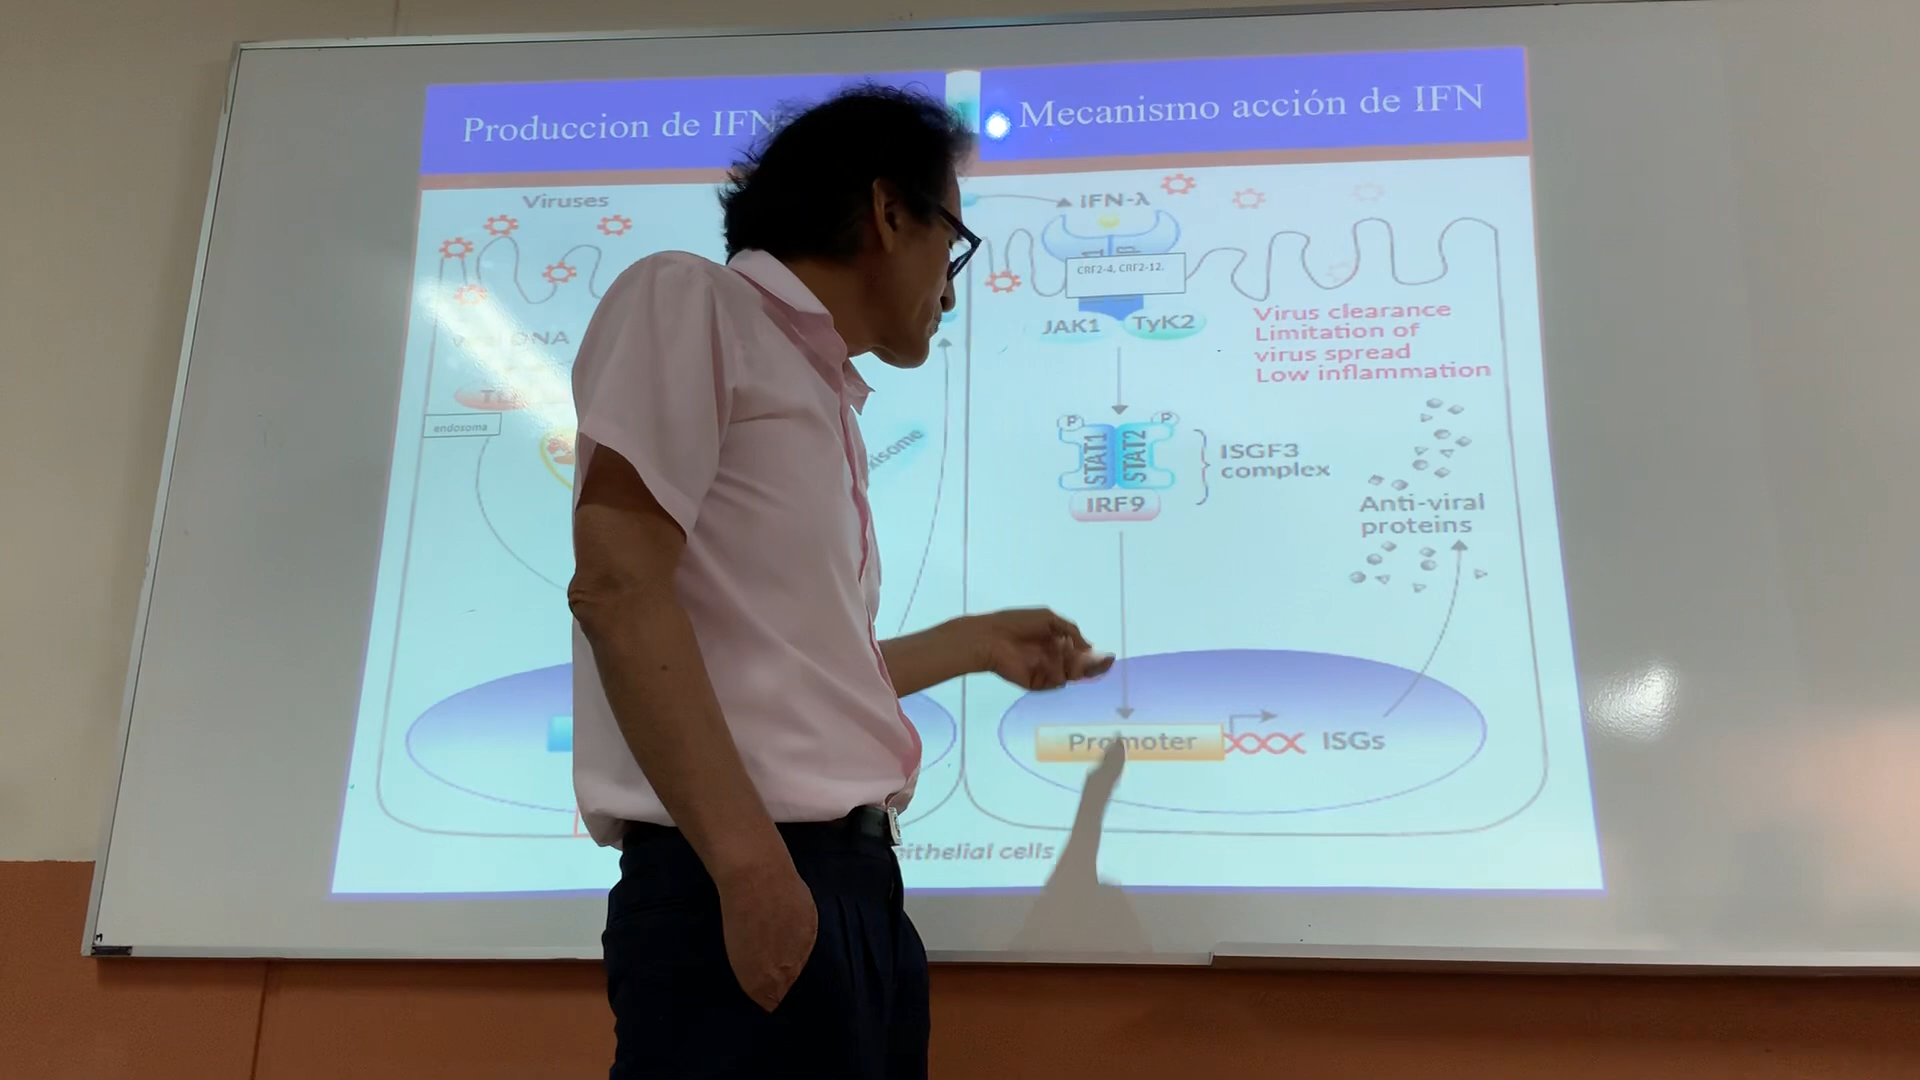 Produccion de IFN
Viruses
DNA
endosoma
Mecanismo acción de IFN
IFN-λ
CRF2-4, CRF2-12.
JAK1 TyK2
Virus clearance
Limitation of
virus spread
Low inflammation
P P
STAT1 STAT2
IRF9
ISGF3
complex
Anti-viral
proteins
Promoter ISGs
cells